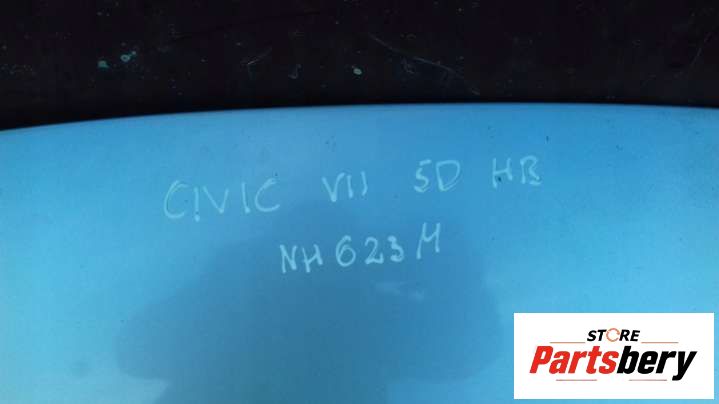 CIVIC VII 5D HB
NH623M
STORE
Partsbery